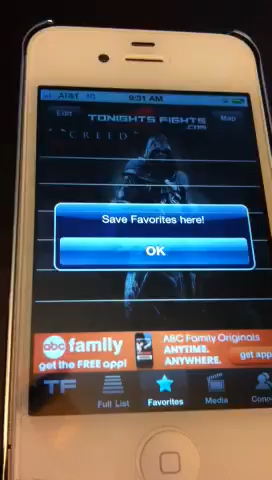 AT&T
9:31 AM
Edit
TONIGHTS FIGHTS
.COM
Map
CREED
Save Favorites here!
OK
abc family
get the FREE app!
ABC Family Originals
ANYTIME.
ANYWHERE.
get app
TF
Full List
Favorites
Media
Conn